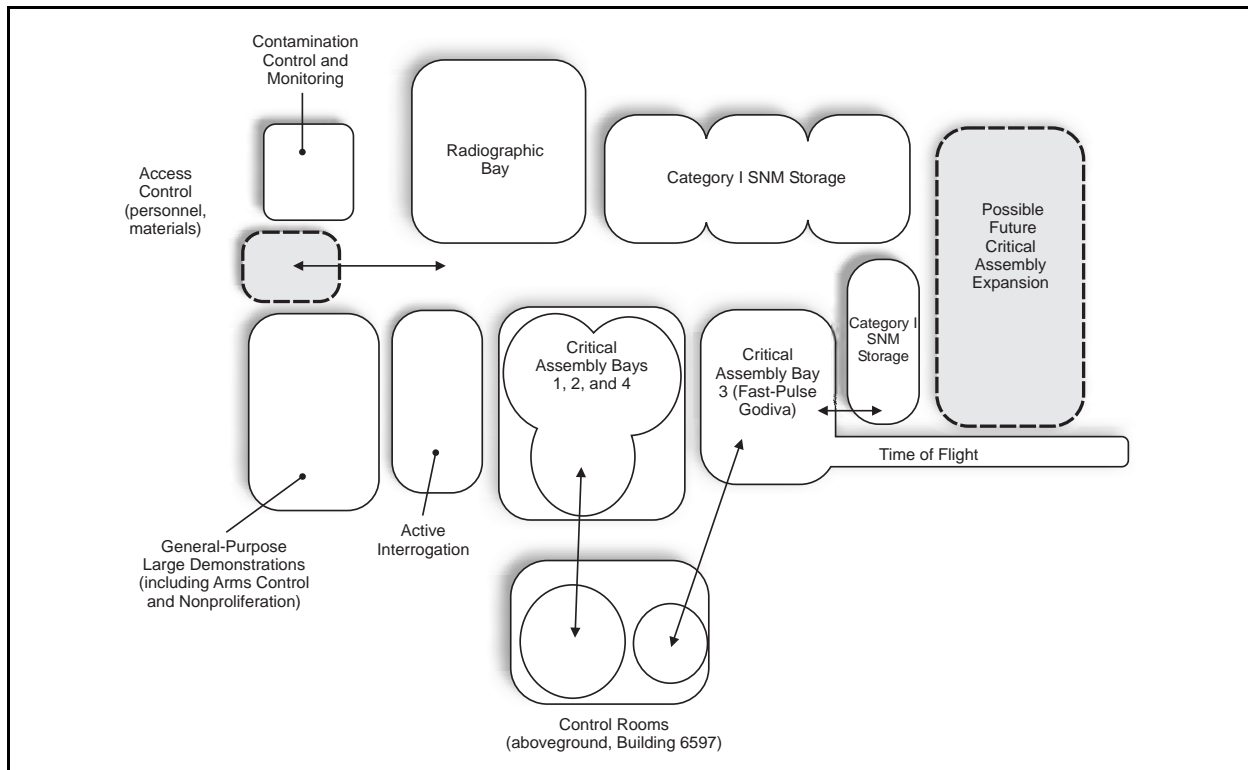 Contamination
Control and
Monitoring
Access
Control
(personnel,
materials)
Radiographic
Bay
Category I SNM Storage
Possible
Future
Critical
Assembly
Expansion
Category I
SNM
Storage
Critical
Assembly Bays
1, 2, and 4
Critical
Assembly Bay
3 (Fast-Pulse
Godiva)
Time of Flight
General-Purpose
Large Demonstrations
(including Arms Control
and Nonproliferation)
Active
Interrogation
Control Rooms
(aboveground, Building 6597)